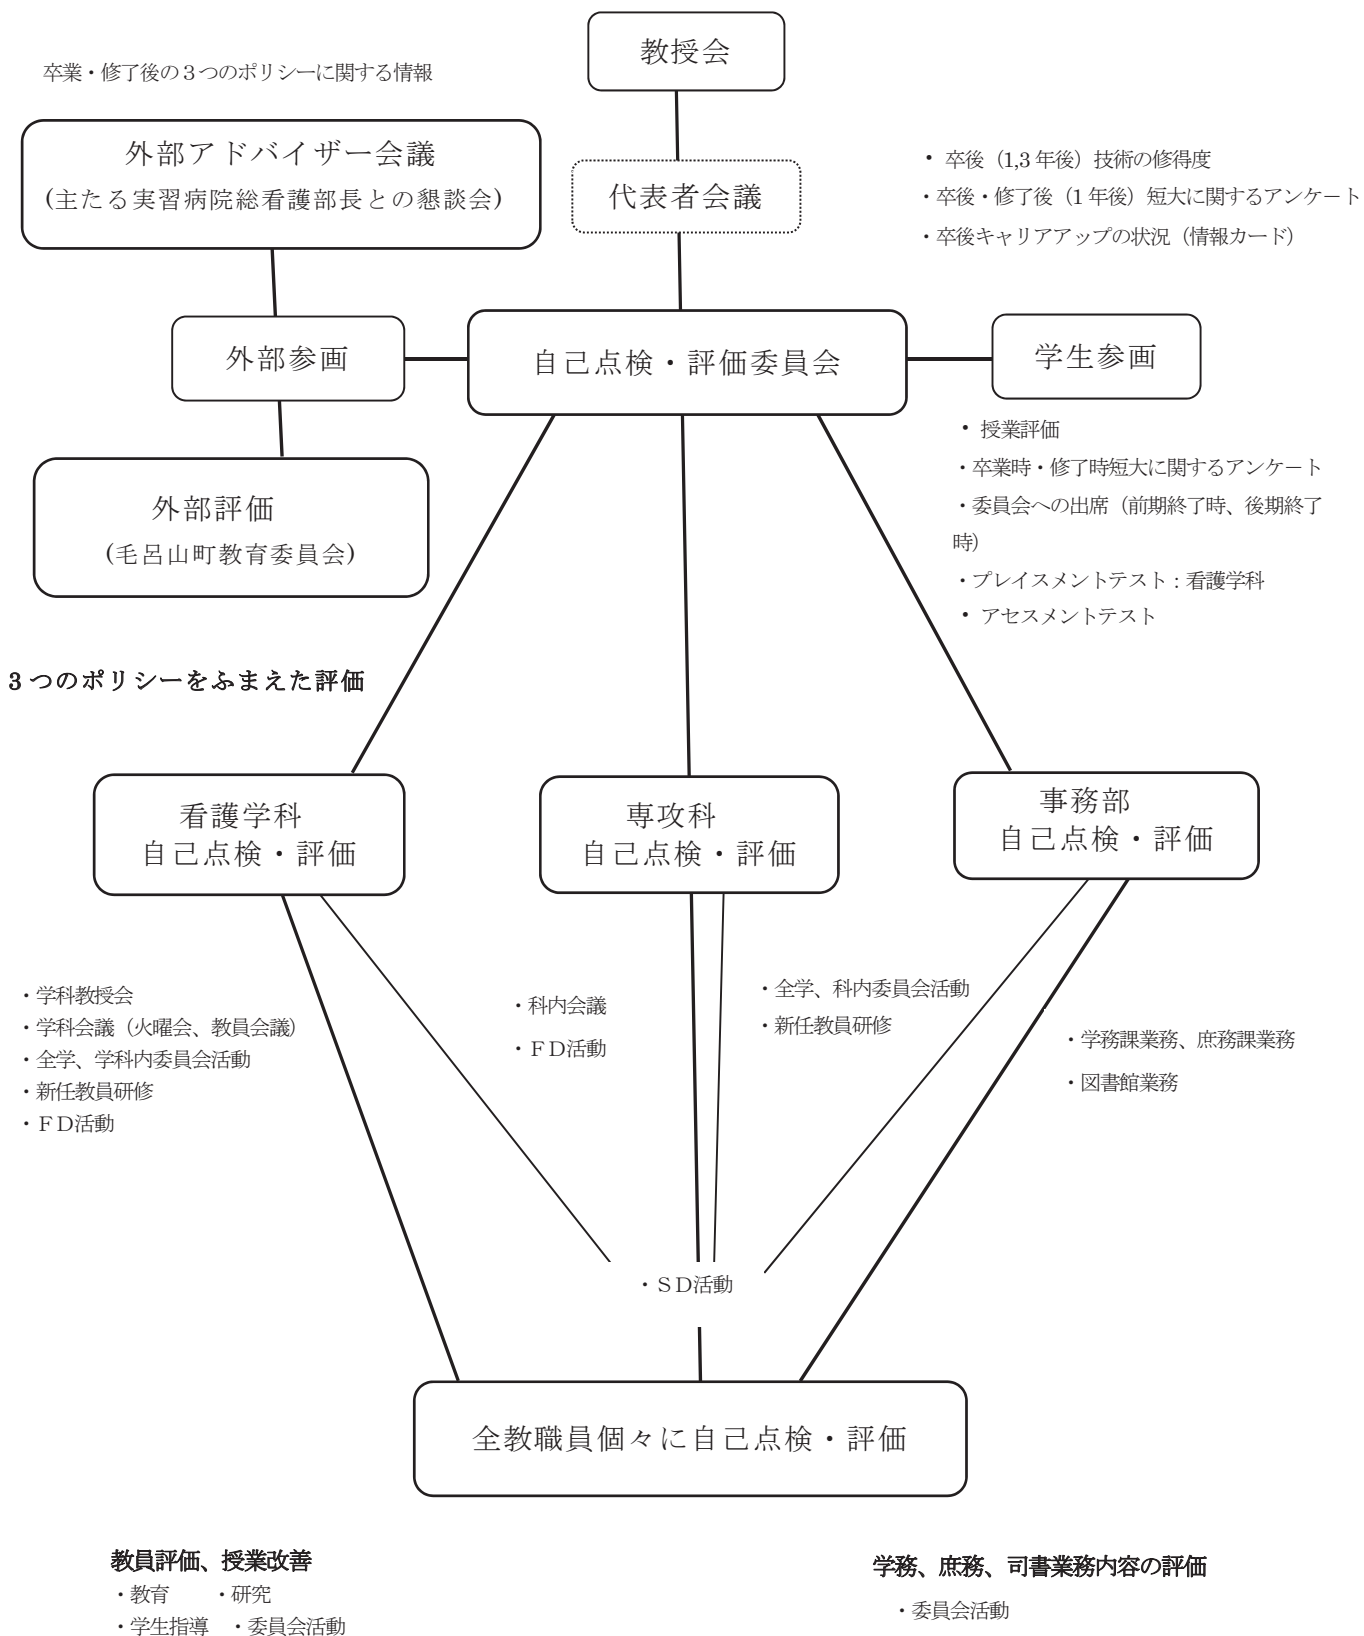 教授会
卒業・修了後の３つのポリシーに関する情報
外部アドバイザー会議
(主たる実習病院総看護部長との懇談会)
代表者会議
・ 卒後（1,3 年後）技術の修得度
・卒後・修了後（1 年後）短大に関するアンケート
・卒後キャリアアップの状況（情報カード）
外部参画
自己点検・評価委員会
学生参画
外部評価
(毛呂山町教育委員会)
・ 授業評価
・卒業時・修了時短大に関するアンケート
・委員会への出席（前期終了時、後期終了
時）
・プレイスメントテスト：看護学科
・ アセスメントテスト
3 つのポリシーをふまえた評価
看護学科
自己点検・評価
専攻科
自己点検・評価
事務部
自己点検・評価
・学科教授会
・学科会議（火曜会、教員会議）
・全学、学科内委員会活動
・新任教員研修
・ＦＤ活動
・科内会議
・ＦＤ活動
・全学、科内委員会活動
・新任教員研修
・学務課業務、庶務課業務
・図書館業務
・ＳＤ活動
全教職員個々に自己点検・評価
教員評価、授業改善
・教育　　・研究
・学生指導　・委員会活動
学務、庶務、司書業務内容の評価
・委員会活動